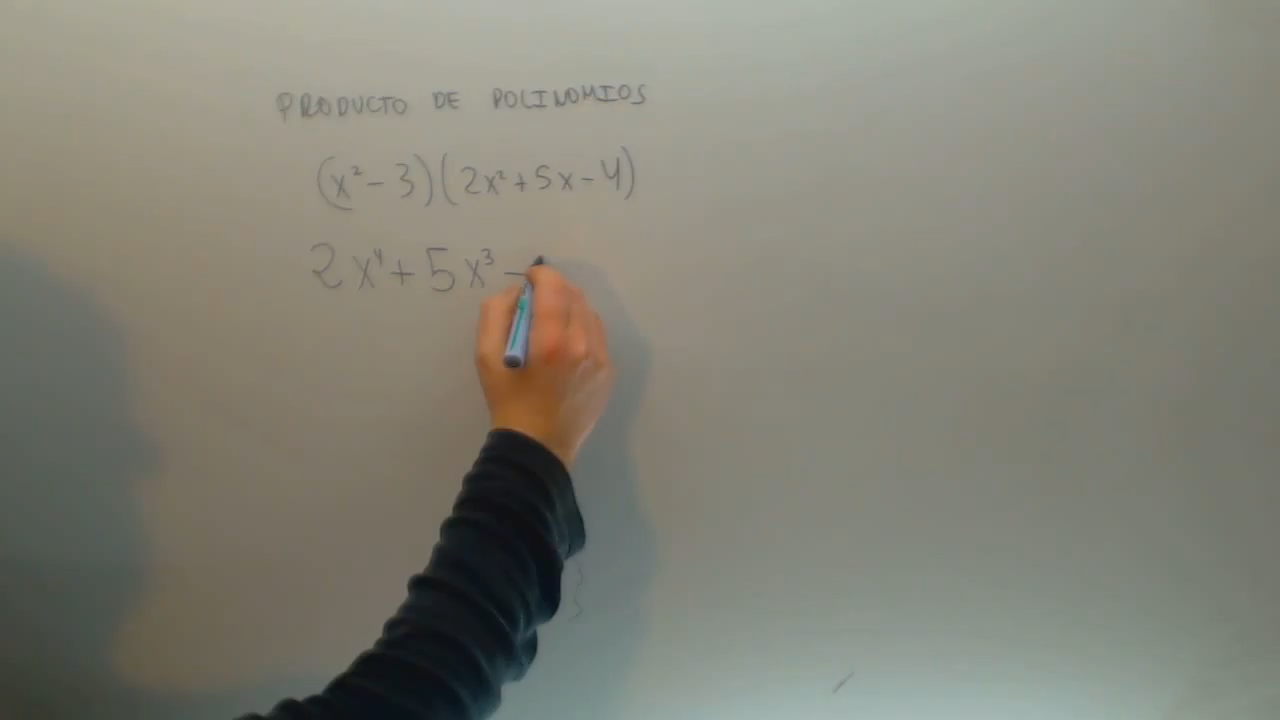 PRODUCTO DE POLINOMIOS
(x² - 3)(2x² + 5x - 4)
2x⁴ + 5x³ -